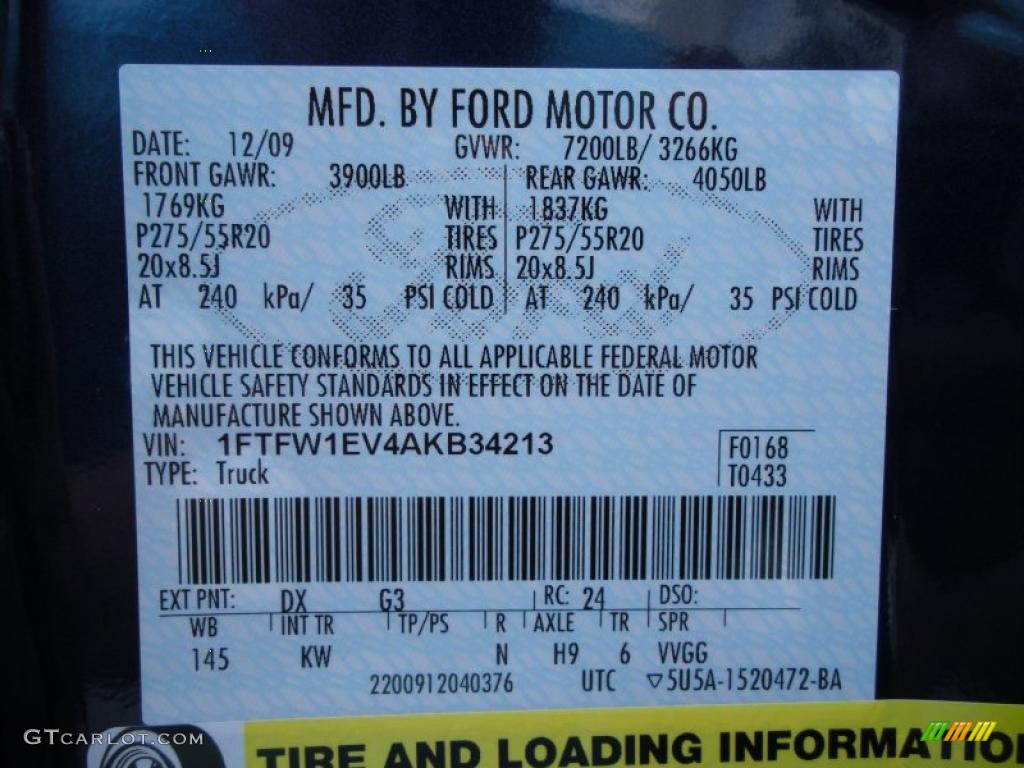 MFD. BY FORD MOTOR CO.
DATE: 12/09 GVWR: 7200LB/ 3266KG
FRONT GAWR: 3900LB REAR GAWR: 4050LB
1769KG WITH 1837KG WITH
P275/55R20 TIRES P275/55R20 TIRES
20x8.5J RIMS 20x8.5J RIMS
AT 240 kPa/ 35 PSI COLD AT 240 kPa/ 35 PSI COLD
THIS VEHICLE CONFORMS TO ALL APPLICABLE FEDERAL MOTOR
VEHICLE SAFETY STANDARDS IN EFFECT ON THE DATE OF
MANUFACTURE SHOWN ABOVE.
VIN: 1FTFW1EV4AKB34213 F0168
TYPE: Truck T0433
EXT PNT: DX G3 RC: 24 DSO:
WB INT TR TP/PS R AXLE TR SPR
145 KW N H9 6 VVGG
2200912040376 UTC ▽5U5A-1520472-BA
GTCARLOT.COM
TIRE AND LOADING INFORMATION